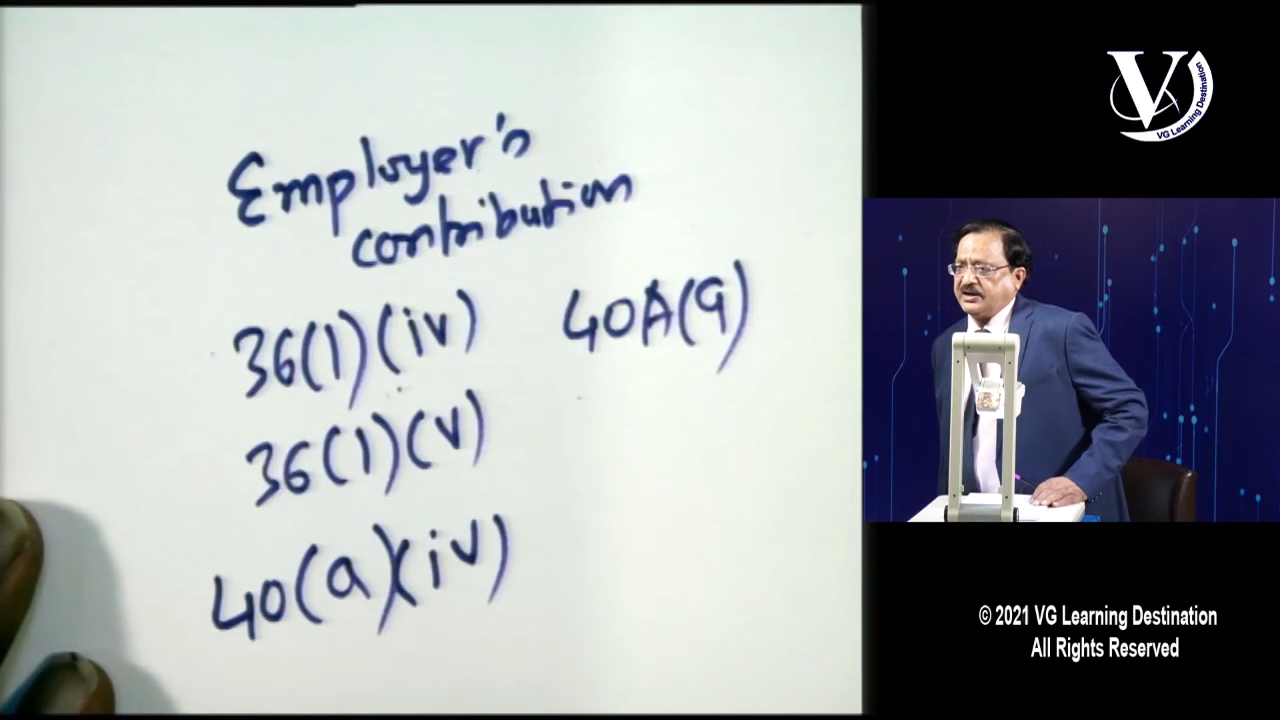 Employer's
contribution
36(1)(iv) 40A(9)
36(1)(v)
40(a)(iv)
V
VG Learning Destination
© 2021 VG Learning Destination
All Rights Reserved